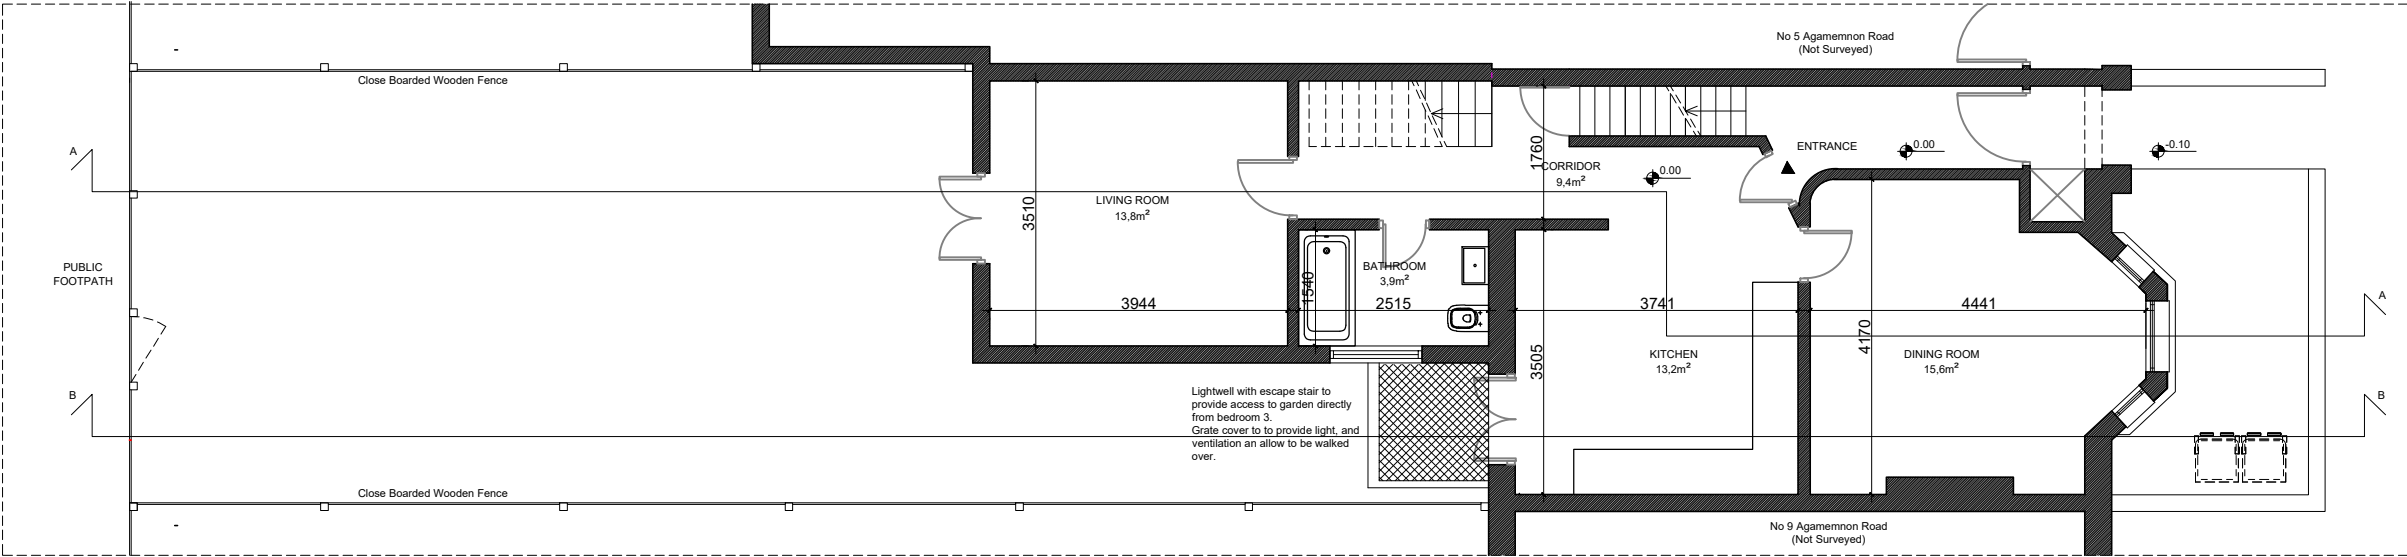 No 5 Agamemnon Road
(Not Surveyed)
Close Boarded Wooden Fence
A
ENTRANCE
0.00
-0.10
1760
CORRIDOR
9,4m²
0.00
LIVING ROOM
13,8m²
3510
PUBLIC
FOOTPATH
BATHROOM
3,9m²
1540
3944
2515
3741
4441
A
4170
3505
KITCHEN
13,2m²
DINING ROOM
15,6m²
B
B
Lightwell with escape stair to
provide access to garden directly
from bedroom 3.
Grate cover to to provide light, and
ventilation an allow to be walked
over.
Close Boarded Wooden Fence
No 9 Agamemnon Road
(Not Surveyed)